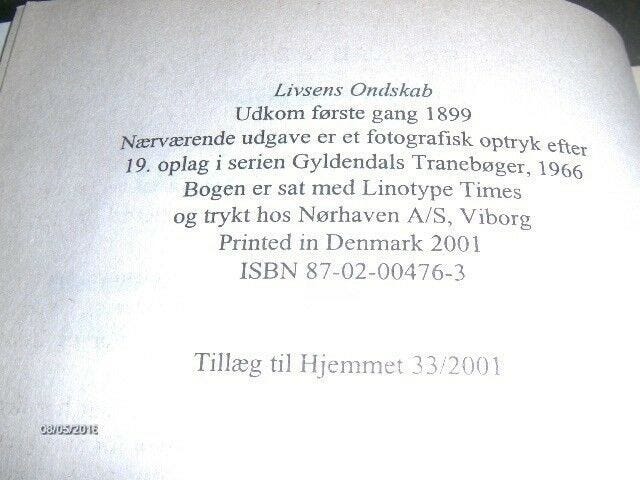 Livsens Ondskab
Udkom første gang 1899
Nærværende udgave er et fotografisk optryk efter
19. oplag i serien Gyldendals Tranebøger, 1966
Bogen er sat med Linotype Times
og trykt hos Nørhaven A/S, Viborg
Printed in Denmark 2001
ISBN 87-02-00476-3
Tillæg til Hjemmet 33/2001
08/05/2016